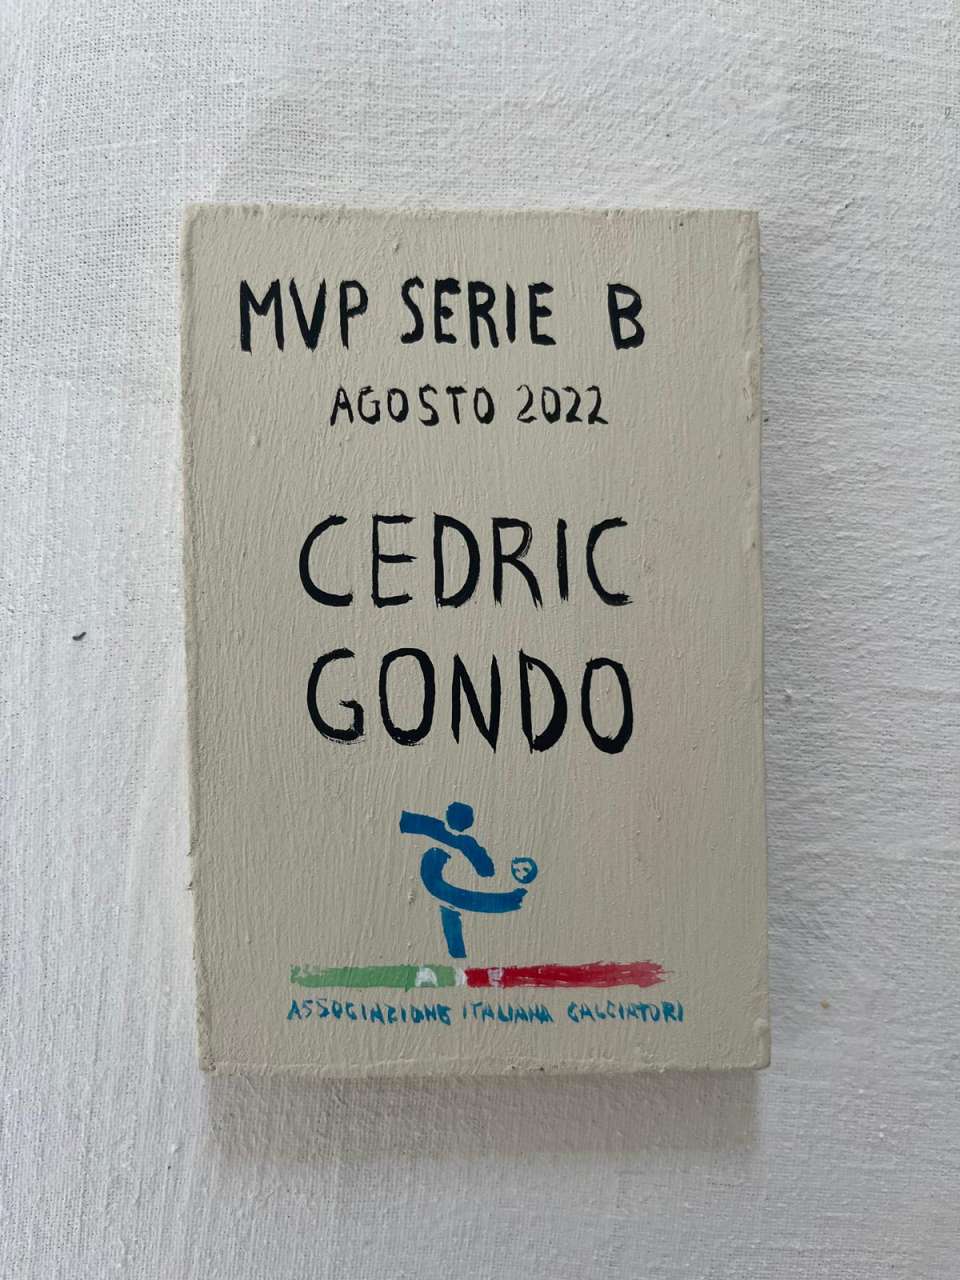 MVP SERIE B
AGOSTO 2022
CEDRIC
GONDO
A I C
ASSOCIAZIONE ITALIANA CALCIATORI